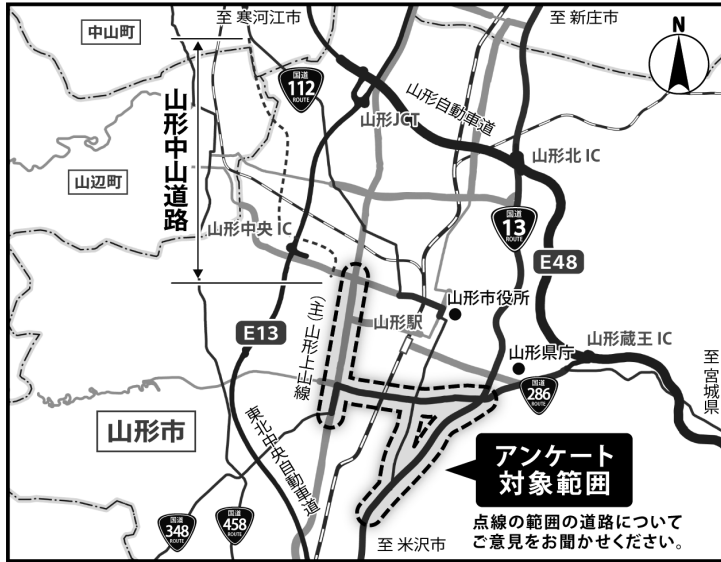 至 寒河江市
至 新庄市
中山町
N
国道
112
ROUTE
山形自動車道
山形JCT
山形中山道路
山辺町
山形北 IC
国道
13
ROUTE
山形中央 IC
E48
(主)山形上山線
山形市役所
山形駅
E13
山形県庁
山形蔵王 IC
至 宮城県
国道
286
ROUTE
山形市
東北中央自動車道
アンケート
対象範囲
国道
348
ROUTE
国道
458
ROUTE
点線の範囲の道路について
ご意見をお聞かせください。
至 米沢市